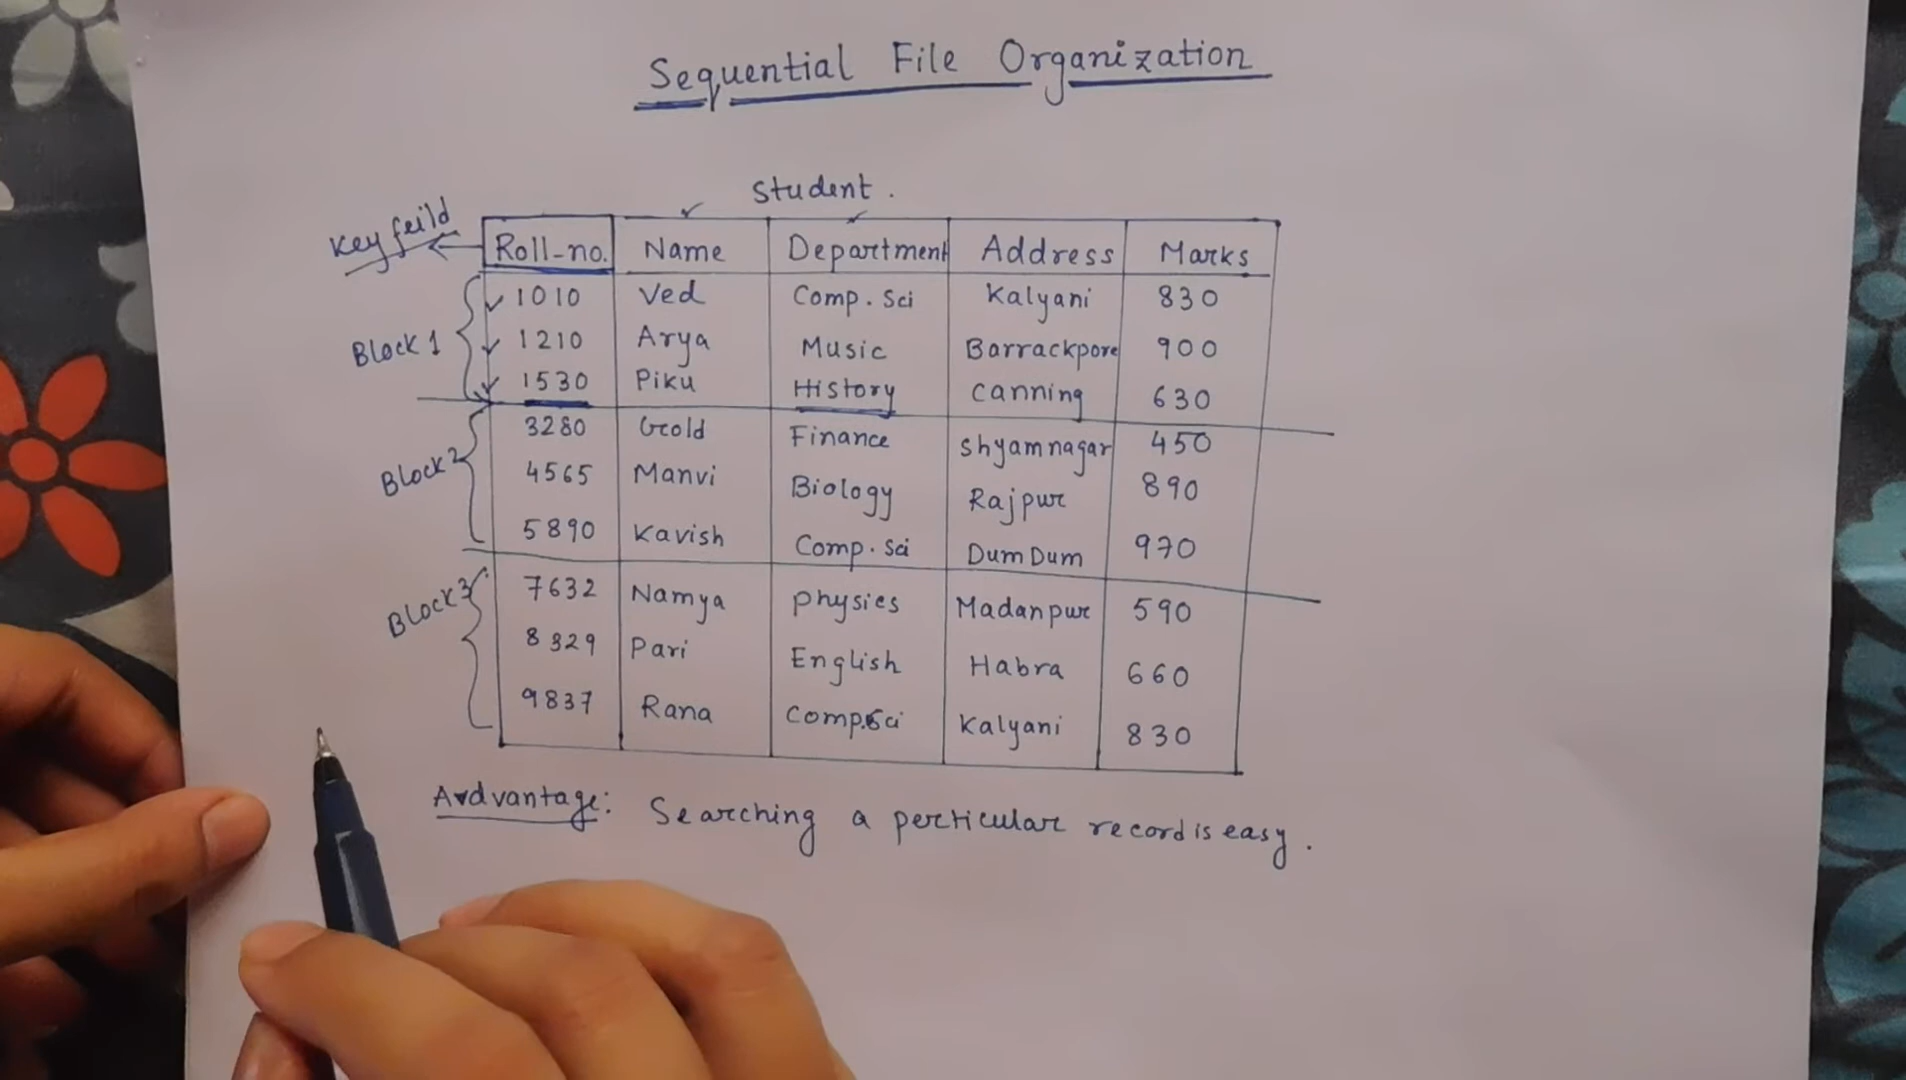 Sequential File Organization
Student.
Key feild
Roll-no. Name Department Address Marks
Block 1
1010 Ved Comp. Sci Kalyani 830
1210 Arya Music Barrackpore 900
1530 Piku History Canning 630
Block 2
3280 Gold Finance Shyamnagar 450
4565 Manvi Biology Rajpur 890
5890 Kavish Comp. Sci DumDum 970
Block 3
7632 Namya Physics Madanpur 590
8329 Pari English Habra 660
9837 Rana Comp.Sci Kalyani 830
Advantage: Searching a perticular record is easy.